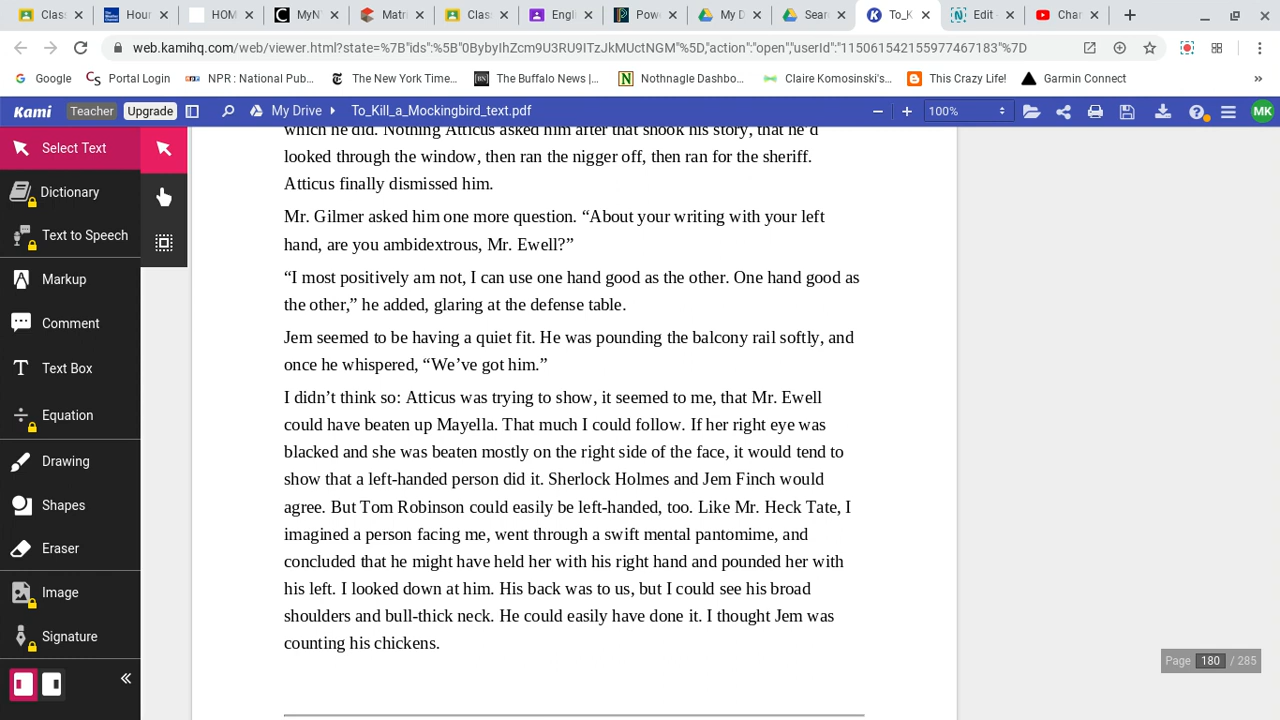 Class
Hour
HOM
MyNY
Matri
Class
Engli
Powe
My D
Sear
To_K
Edit -
Char
web.kamihq.com/web/viewer.html?state=%7B"ids":%5B"0BybyIhZcm9U3RU9ITzJkMUctNGM"%5D,"action":"open","userId":"115061542155977467183"%7D
Google
Portal Login
NPR : National Pub…
The New York Time…
The Buffalo News |…
Nothnagle Dashbo…
Claire Komosinski's…
This Crazy Life!
Garmin Connect
»
Kami Teacher Upgrade My Drive To_Kill_a_Mockingbird_text.pdf 100% MK
Select Text
Dictionary
Text to Speech
Markup
Comment
Text Box
Equation
Drawing
Shapes
Eraser
Image
Signature
which he did. Nothing Atticus asked him after that shook his story, that he'd
looked through the window, then ran the nigger off, then ran for the sheriff.
Atticus finally dismissed him.
Mr. Gilmer asked him one more question. “About your writing with your left
hand, are you ambidextrous, Mr. Ewell?”
“I most positively am not, I can use one hand good as the other. One hand good as
the other,” he added, glaring at the defense table.
Jem seemed to be having a quiet fit. He was pounding the balcony rail softly, and
once he whispered, “We’ve got him.”
I didn’t think so: Atticus was trying to show, it seemed to me, that Mr. Ewell
could have beaten up Mayella. That much I could follow. If her right eye was
blacked and she was beaten mostly on the right side of the face, it would tend to
show that a left-handed person did it. Sherlock Holmes and Jem Finch would
agree. But Tom Robinson could easily be left-handed, too. Like Mr. Heck Tate, I
imagined a person facing me, went through a swift mental pantomime, and
concluded that he might have held her with his right hand and pounded her with
his left. I looked down at him. His back was to us, but I could see his broad
shoulders and bull-thick neck. He could easily have done it. I thought Jem was
counting his chickens.
Page 180 / 285